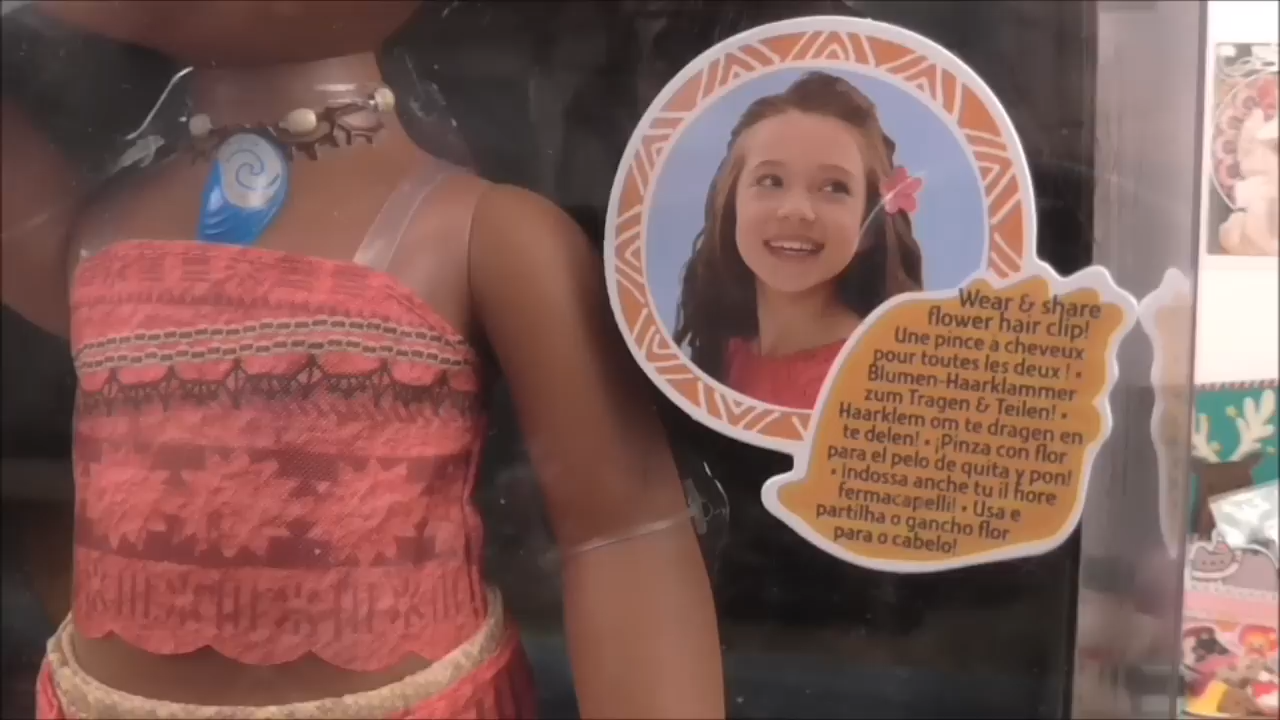 Wear & share
flower hair clip!
Une pince à cheveux
pour toutes les deux ! •
Blumen-Haarklammer
zum Tragen & Teilen! •
Haarklem om te dragen en
te delen! • ¡Pinza con flor
para el pelo de quita y pon!
• Indossa anche tu il fiore
fermacapelli! • Usa e
partilha o gancho flor
para o cabelo!